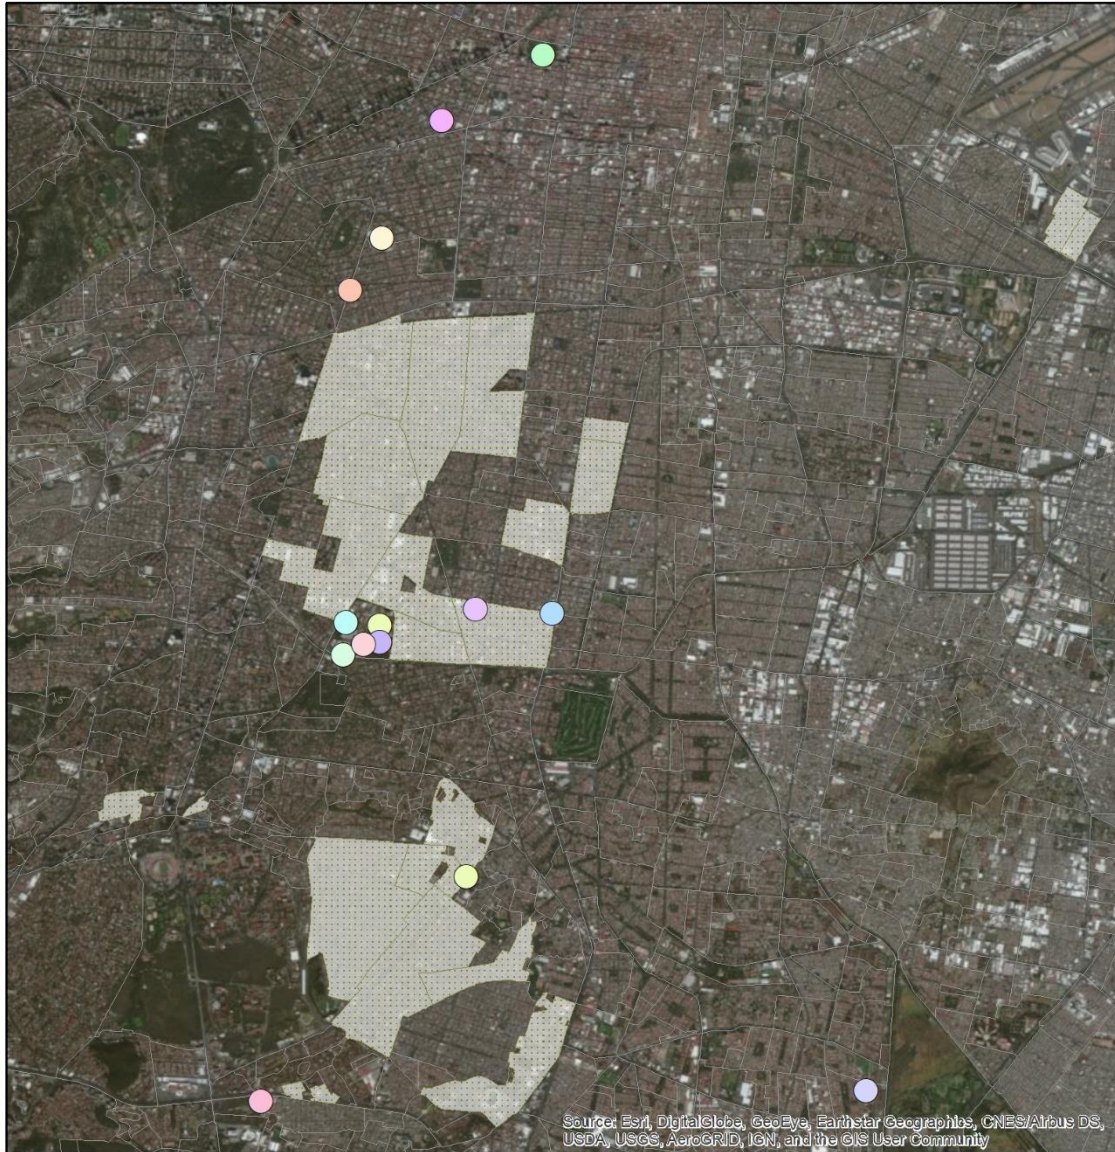 Source: Esri, DigitalGlobe, GeoEye, Earthstar Geographics, CNES/Airbus DS,
USDA, USGS, AeroGRID, IGN, and the GIS User Community